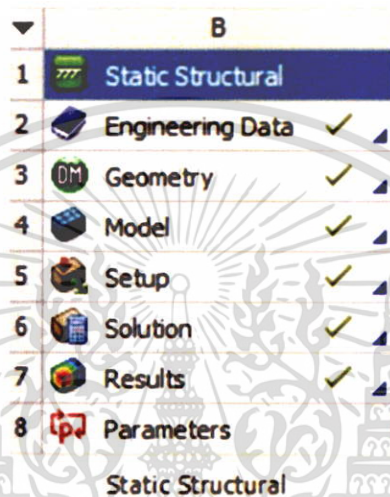 B
1 Static Structural
2 Engineering Data
3 DM Geometry
4 Model
5 Setup
6 Solution
7 Results
8 p Parameters
Static Structural